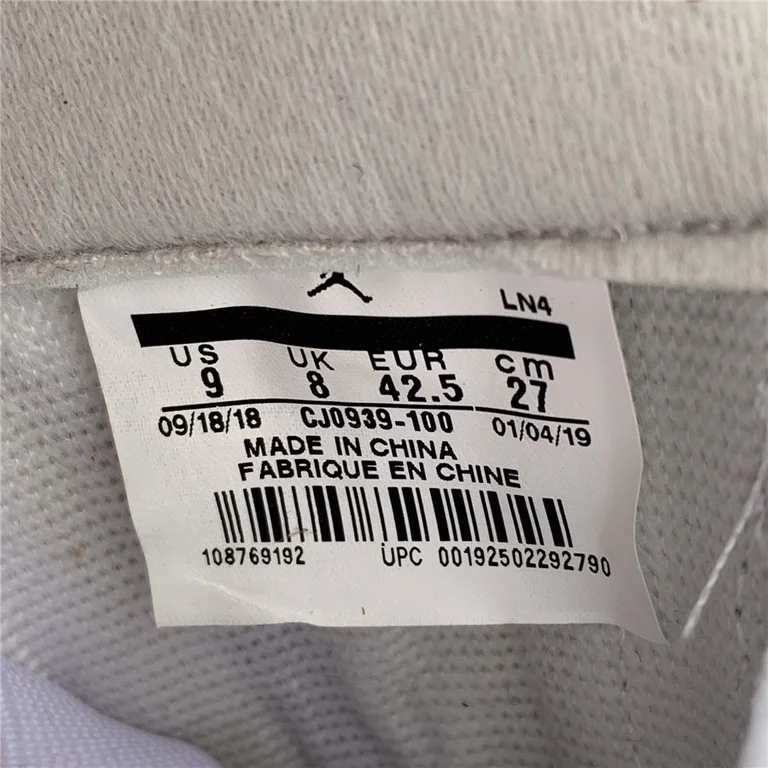 LN4
US UK EUR cm
9 8 42.5 27
09/18/18 CJ0939-100 01/04/19
MADE IN CHINA
FABRIQUE EN CHINE
108769192 UPC 00192502292790